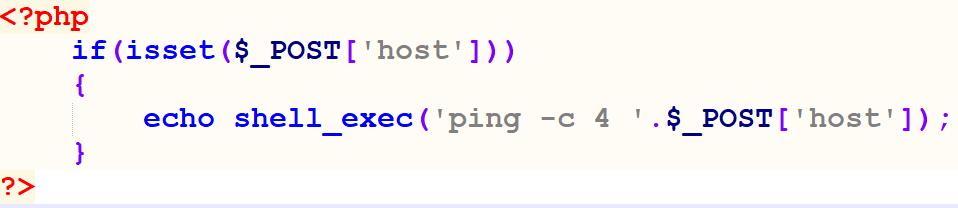 <?php
if(isset($_POST['host']))
{
echo shell_exec('ping -c 4 '.$_POST['host']);
}
?>